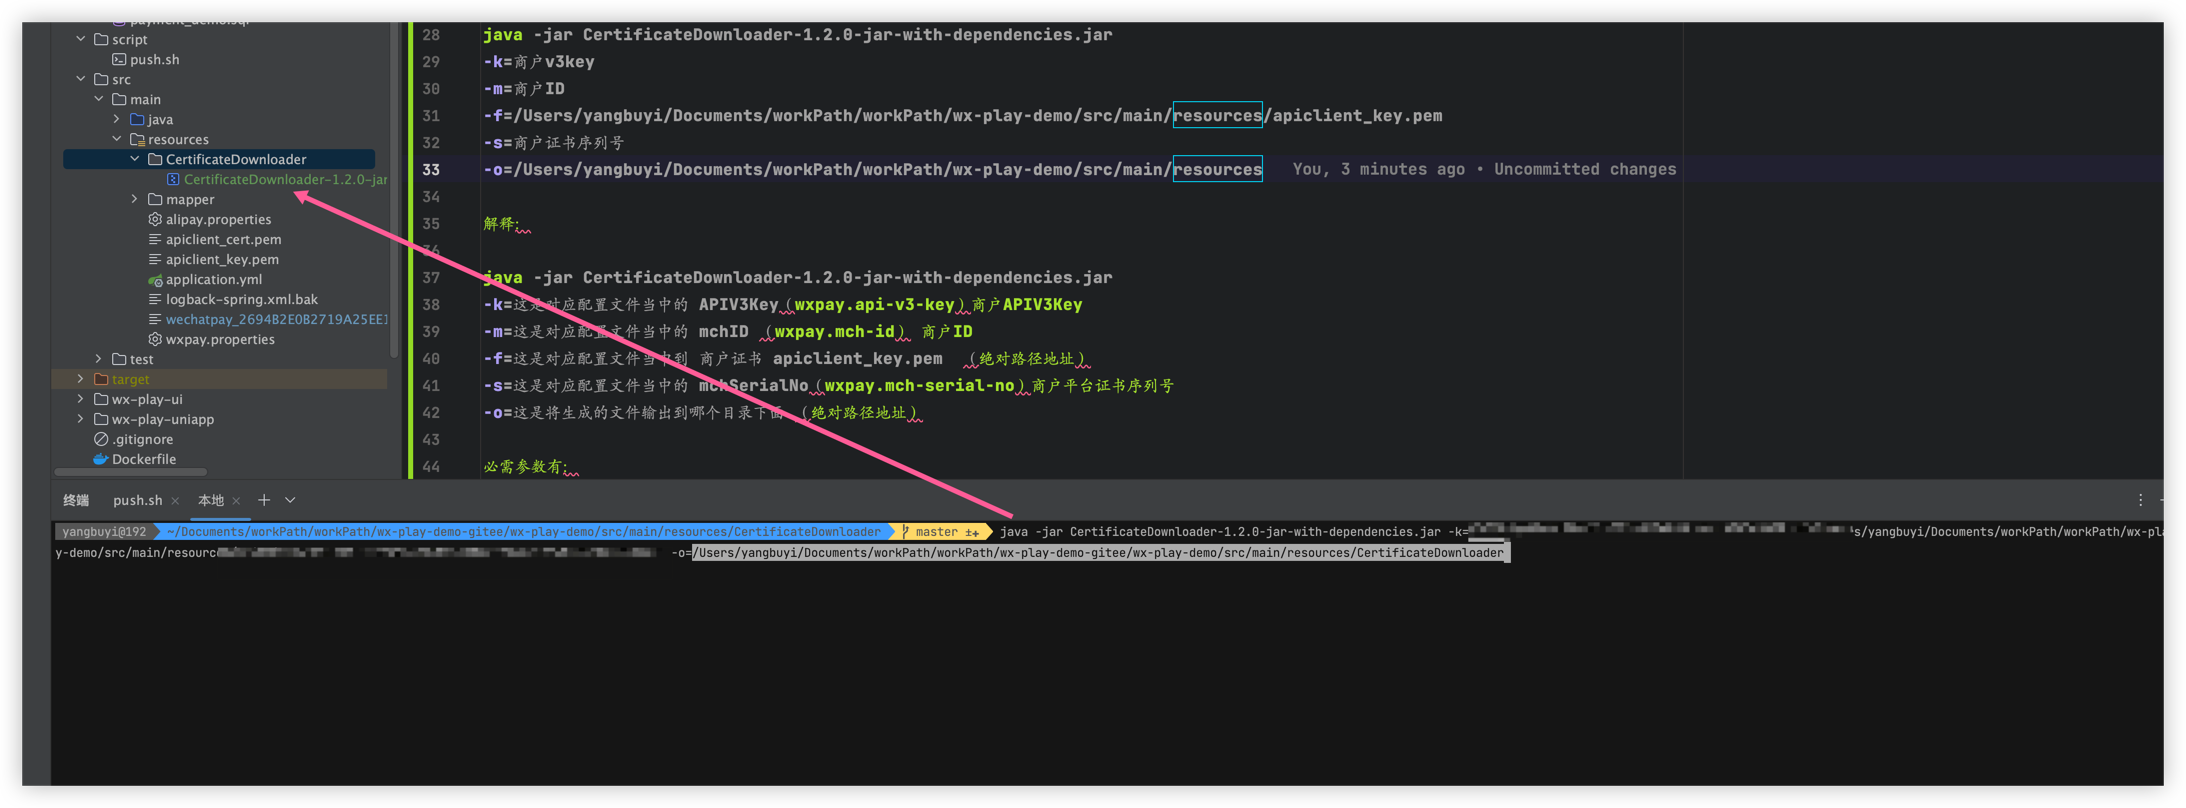 payment_demo.sql
script
push.sh
src
main
java
resources
CertificateDownloader
CertificateDownloader-1.2.0-jar
mapper
alipay.properties
apiclient_cert.pem
apiclient_key.pem
application.yml
logback-spring.xml.bak
wechatpay_2694B2E0B2719A25EE1
wxpay.properties
test
target
wx-play-ui
wx-play-uniapp
.gitignore
Dockerfile
28 java -jar CertificateDownloader-1.2.0-jar-with-dependencies.jar
29 -k=商户v3key
30 -m=商户ID
31 -f=/Users/yangbuyi/Documents/workPath/workPath/wx-play-demo/src/main/resources/apiclient_key.pem
32 -s=商户证书序列号
33 -o=/Users/yangbuyi/Documents/workPath/workPath/wx-play-demo/src/main/resources You, 3 minutes ago • Uncommitted changes
34
35 解释:
36
37 java -jar CertificateDownloader-1.2.0-jar-with-dependencies.jar
38 -k=这是对应配置文件当中的 APIV3Key（wxpay.api-v3-key）商户APIV3Key
39 -m=这是对应配置文件当中的 mchID （wxpay.mch-id） 商户ID
40 -f=这是对应配置文件当中到 商户证书 apiclient_key.pem （绝对路径地址）
41 -s=这是对应配置文件当中的 mchSerialNo（wxpay.mch-serial-no）商户平台证书序列号
42 -o=这是将生成的文件输出到哪个目录下面 （绝对路径地址）
43
44 必需参数有:
终端 push.sh × 本地 ×
yangbuyi@192 ~/Documents/workPath/workPath/wx-play-demo-gitee/wx-play-demo/src/main/resources/CertificateDownloader master ±✚ java -jar CertificateDownloader-1.2.0-jar-with-dependencies.jar -k= s/yangbuyi/Documents/workPath/workPath/wx-pla
y-demo/src/main/resourc -o=/Users/yangbuyi/Documents/workPath/workPath/wx-play-demo-gitee/wx-play-demo/src/main/resources/CertificateDownloader